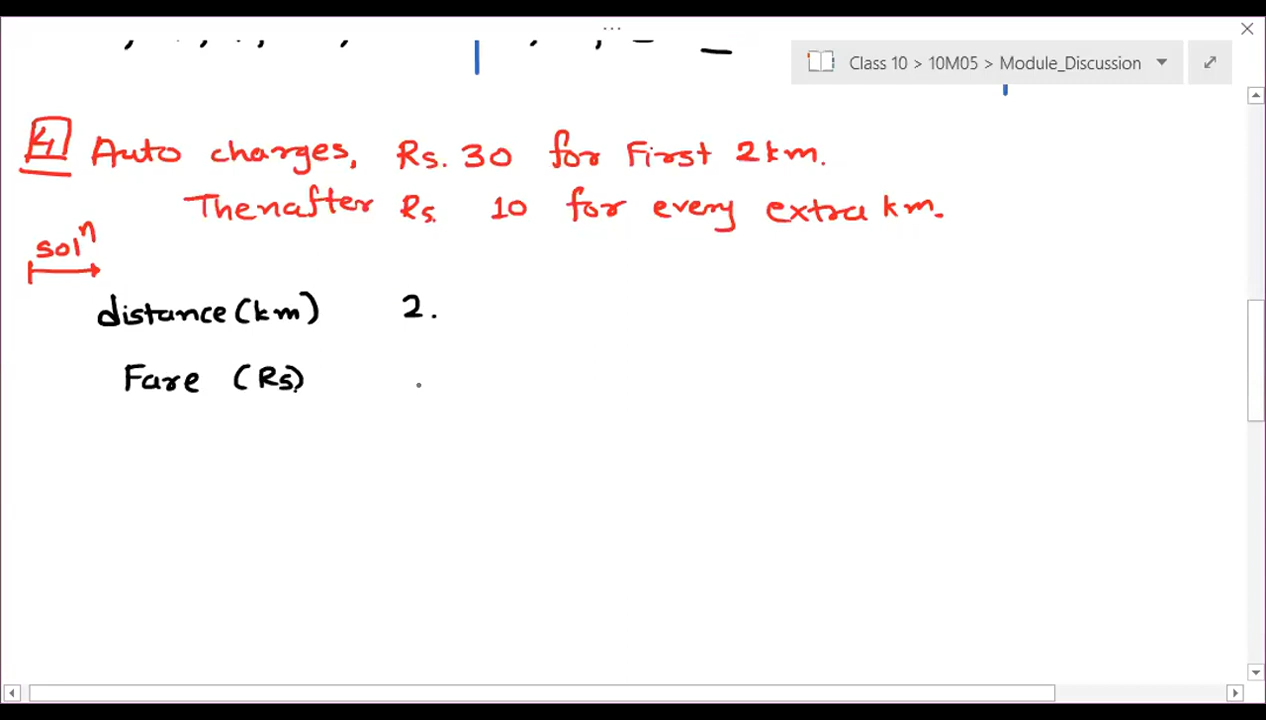 Class 10 > 10M05 > Module_Discussion
4 Auto charges, Rs. 30 for First 2km.
Thenafter Rs. 10 for every extra km.
solⁿ
distance (km) 2.
Fare (Rs)